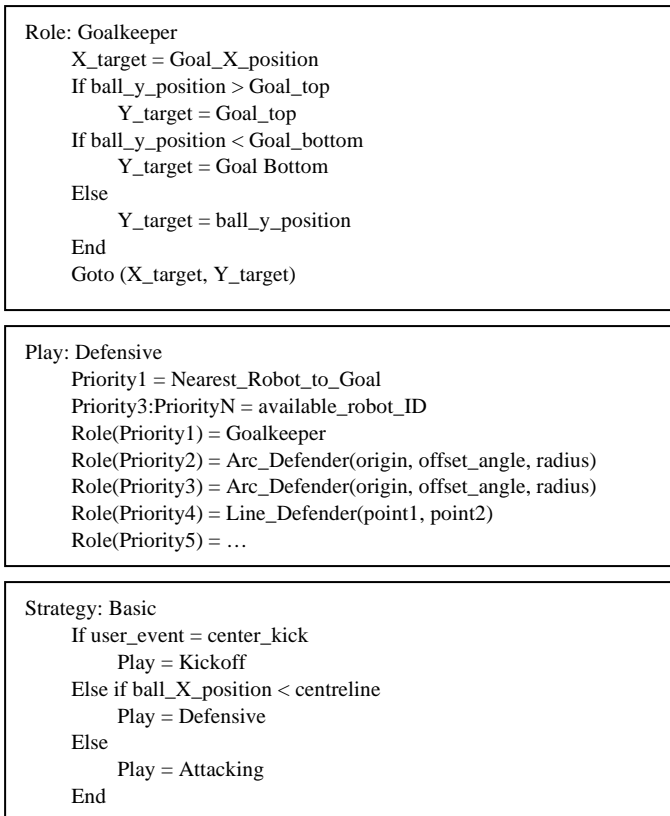 Role: Goalkeeper
X_target = Goal_X_position
If ball_y_position > Goal_top
Y_target = Goal_top
If ball_y_position < Goal_bottom
Y_target = Goal Bottom
Else
Y_target = ball_y_position
End
Goto (X_target, Y_target)
Play: Defensive
Priority1 = Nearest_Robot_to_Goal
Priority3:PriorityN = available_robot_ID
Role(Priority1) = Goalkeeper
Role(Priority2) = Arc_Defender(origin, offset_angle, radius)
Role(Priority3) = Arc_Defender(origin, offset_angle, radius)
Role(Priority4) = Line_Defender(point1, point2)
Role(Priority5) = …
Strategy: Basic
If user_event = center_kick
Play = Kickoff
Else if ball_X_position < centreline
Play = Defensive
Else
Play = Attacking
End